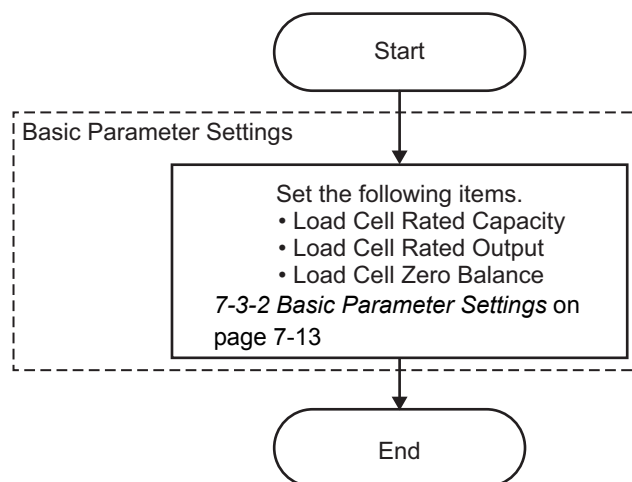 Start
Basic Parameter Settings
Set the following items.
• Load Cell Rated Capacity
• Load Cell Rated Output
• Load Cell Zero Balance
7-3-2 Basic Parameter Settings on
page 7-13
End